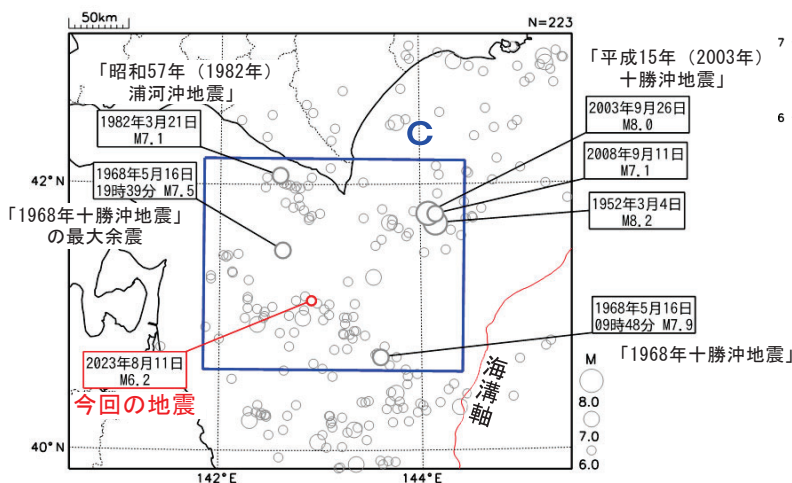 50km
N=223
「昭和57年（1982年）
浦河沖地震」
1982年3月21日
M7.1
1968年5月16日
19時39分 M7.5
「1968年十勝沖地震」
の最大余震
C
「平成15年（2003年）
十勝沖地震」
2003年9月26日
M8.0
2008年9月11日
M7.1
1952年3月4日
M8.2
1968年5月16日
09時48分 M7.9
「1968年十勝沖地震」
2023年8月11日
M6.2
今回の地震
海溝軸
42°N
40°N
142°E
144°E
M
8.0
7.0
6.0
7
6